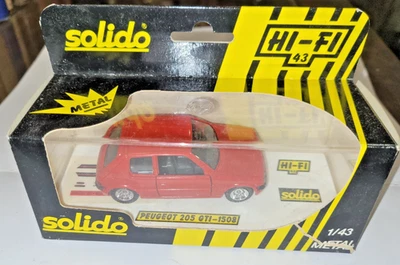 solido
HI-FI
43
METAL
HI-FI
solido
PEUGEOT 205 GTI-1508
solido
1/43
METAL